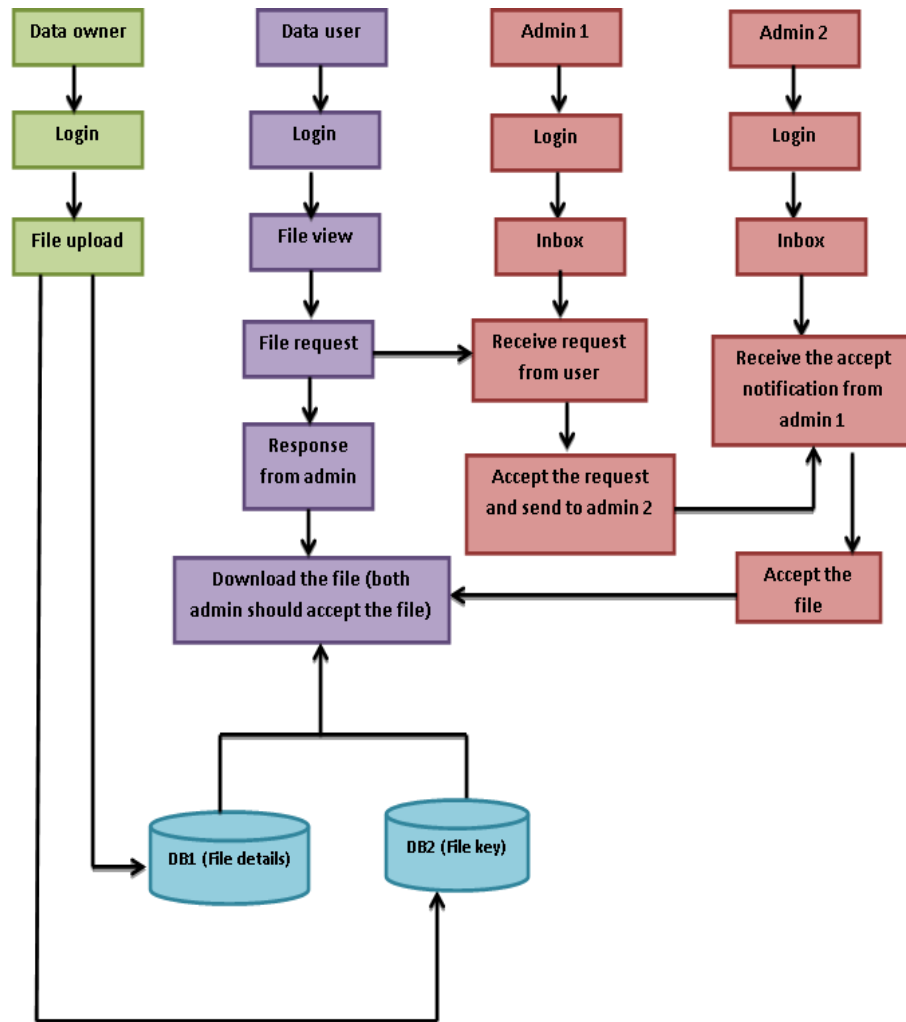 Data owner
Data user
Admin 1
Admin 2
Login
Login
Login
Login
File upload
File view
Inbox
Inbox
File request
Receive request
from user
Receive the accept
notification from
admin 1
Response
from admin
Accept the request
and send to admin 2
Download the file (both
admin should accept the file)
Accept the
file
DB1 (File details)
DB2 (File key)